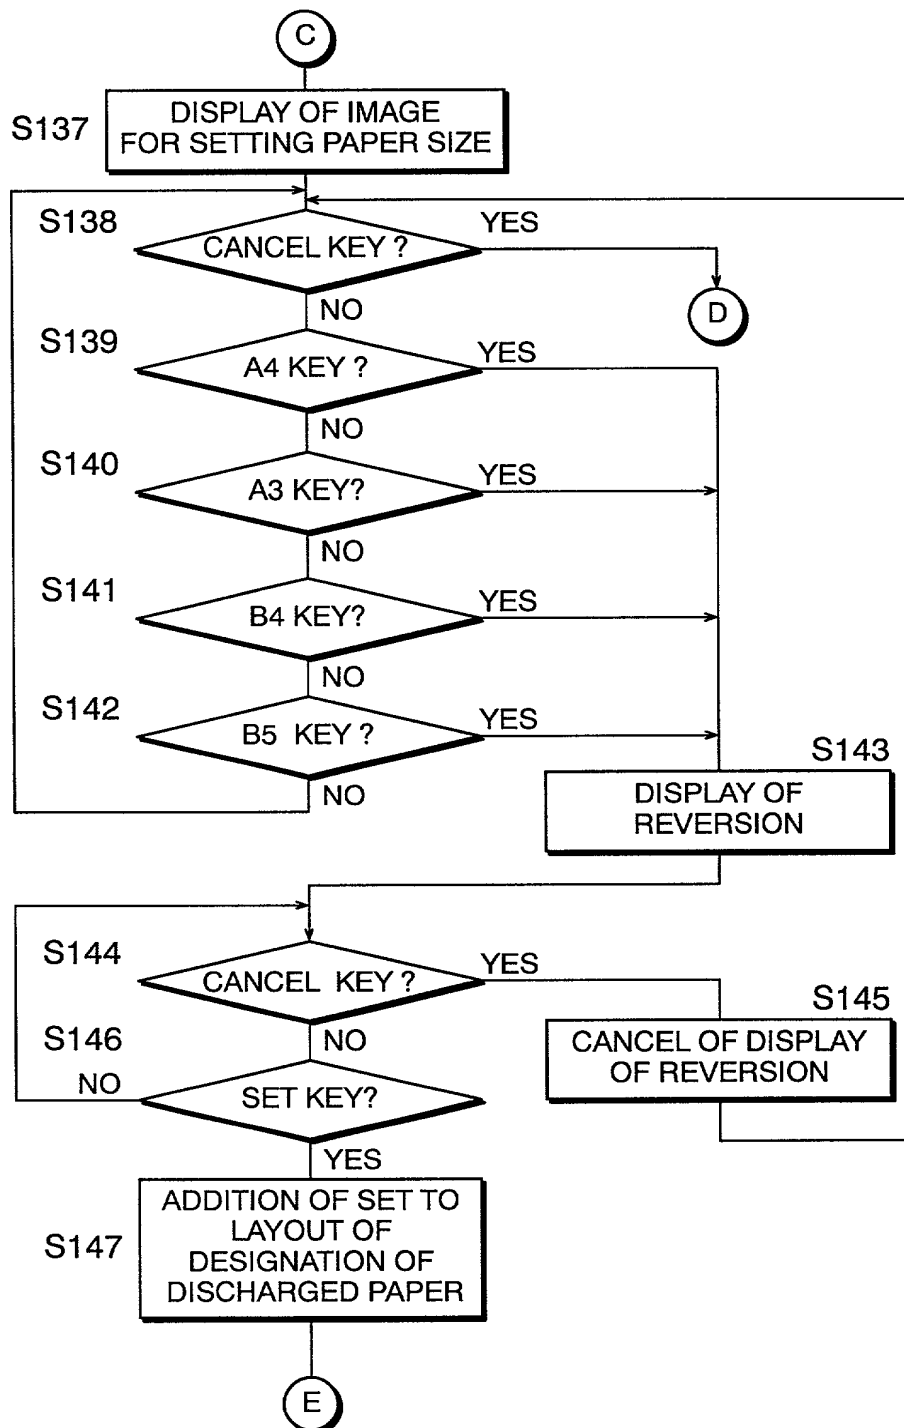 C
S137
DISPLAY OF IMAGE
FOR SETTING PAPER SIZE
S138
CANCEL KEY ?
YES
D
NO
S139
A4 KEY ?
YES
NO
S140
A3 KEY?
YES
NO
S141
B4 KEY?
YES
NO
S142
B5 KEY ?
YES
NO
S143
DISPLAY OF
REVERSION
S144
CANCEL KEY ?
YES
S145
CANCEL OF DISPLAY
OF REVERSION
NO
S146
NO
SET KEY?
YES
S147
ADDITION OF SET TO
LAYOUT OF
DESIGNATION OF
DISCHARGED PAPER
E